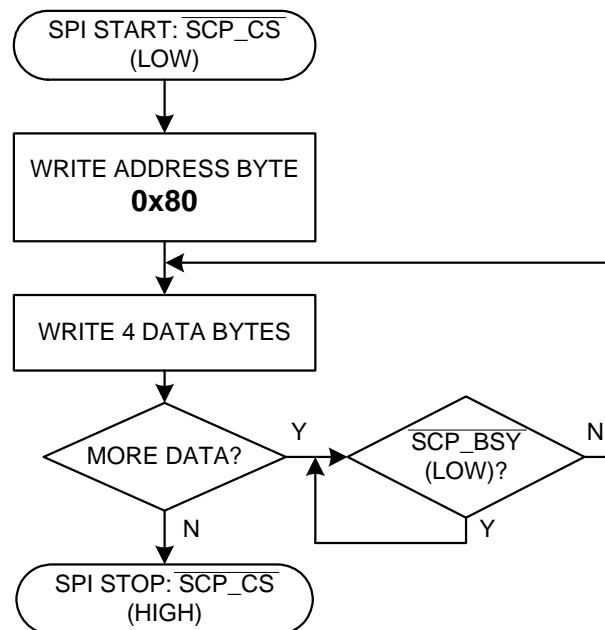 SPI START: SCP_CS
(LOW)
WRITE ADDRESS BYTE
0x80
WRITE 4 DATA BYTES
MORE DATA?
Y
SCP_BSY
(LOW)?
N
Y
N
SPI STOP: SCP_CS
(HIGH)